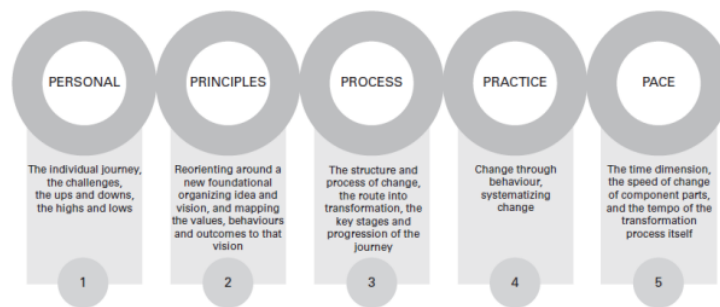 PERSONAL
PRINCIPLES
PROCESS
PRACTICE
PACE
The individual journey,
the challenges,
the ups and downs,
the highs and lows
Reorienting around a
new foundational
organizing idea and
vision, and mapping
the values, behaviours
and outcomes to that
vision
The structure and
process of change,
the route into
transformation, the
key stages and
progression of the
journey
Change through
behaviour,
systematizing
change
The time dimension,
the speed of change
of component parts,
and the tempo of the
transformation
process itself
1
2
3
4
5